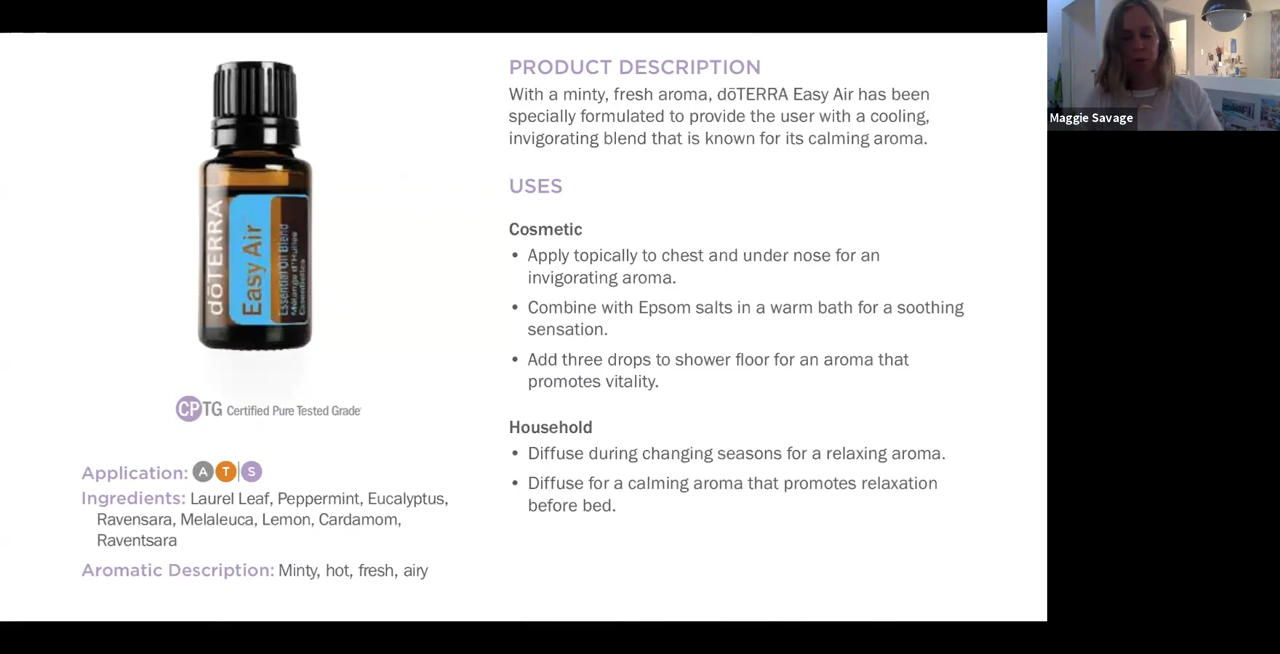 dōTERRA
Easy Air
Essential Oil Blend
Mélange d'Huiles
Essentielles
CPTG Certified Pure Tested Grade
Application: A T S
Ingredients: Laurel Leaf, Peppermint, Eucalyptus,
Ravensara, Melaleuca, Lemon, Cardamom,
Raventsara
Aromatic Description: Minty, hot, fresh, airy
PRODUCT DESCRIPTION
With a minty, fresh aroma, dōTERRA Easy Air has been
specially formulated to provide the user with a cooling,
invigorating blend that is known for its calming aroma.
USES
Cosmetic
• Apply topically to chest and under nose for an
invigorating aroma.
• Combine with Epsom salts in a warm bath for a soothing
sensation.
• Add three drops to shower floor for an aroma that
promotes vitality.
Household
• Diffuse during changing seasons for a relaxing aroma.
• Diffuse for a calming aroma that promotes relaxation
before bed.
Maggie Savage